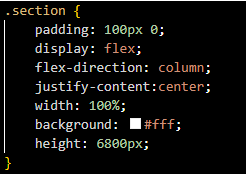 .section {
padding: 100px 0;
display: flex;
flex-direction: column;
justify-content:center;
width: 100%;
background: #fff;
height: 6800px;
}